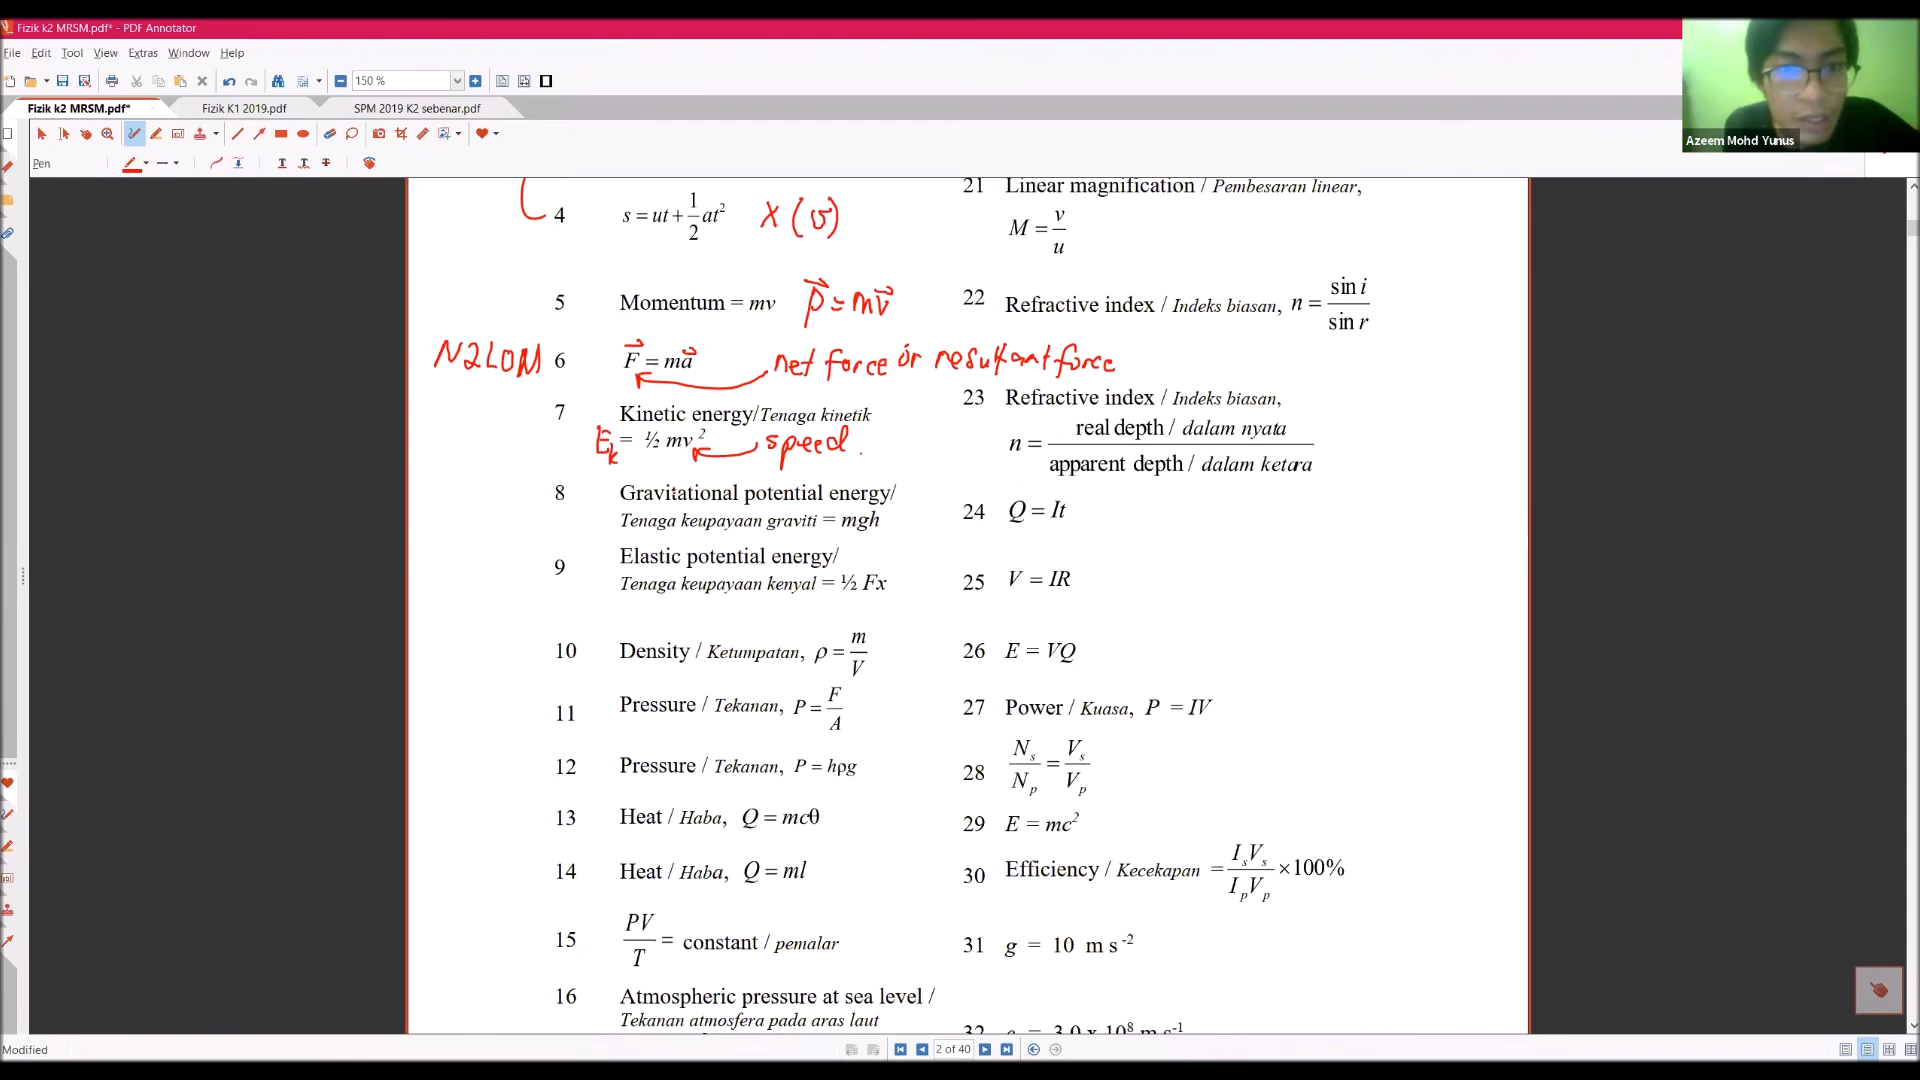 Fizik k2 MRSM.pdf* - PDF Annotator
File Edit Tool View Extras Window Help
150 %
Fizik k2 MRSM.pdf* Fizik K1 2019.pdf SPM 2019 K2 sebenar.pdf
Pen
Azeem Mohd Yunus
4 s = ut + 1/2 at² X (v)
5 Momentum = mv p = mv
N2LOM 6 F = ma net force or resultant force
7 Kinetic energy/Tenaga kinetik
Ek = ½ mv² speed.
8 Gravitational potential energy/
Tenaga keupayaan graviti = mgh
9 Elastic potential energy/
Tenaga keupayaan kenyal = ½ Fx
10 Density / Ketumpatan, ρ = m/V
11 Pressure / Tekanan, P = F/A
12 Pressure / Tekanan, P = hρg
13 Heat / Haba, Q = mcθ
14 Heat / Haba, Q = ml
15 PV/T = constant / pemalar
16 Atmospheric pressure at sea level /
Tekanan atmosfera pada aras laut
21 Linear magnification / Pembesaran linear,
M = v/u
22 Refractive index / Indeks biasan, n = sin i/sin r
23 Refractive index / Indeks biasan,
n = real depth / dalam nyata
apparent depth / dalam ketara
24 Q = It
25 V = IR
26 E = VQ
27 Power / Kuasa, P = IV
28 Ns/Np = Vs/Vp
29 E = mc²
30 Efficiency / Kecekapan = IsVs/IpVp × 100%
31 g = 10 m s⁻²
32 c = 3.0 x 10⁸ m s⁻¹
Modified
2 of 40